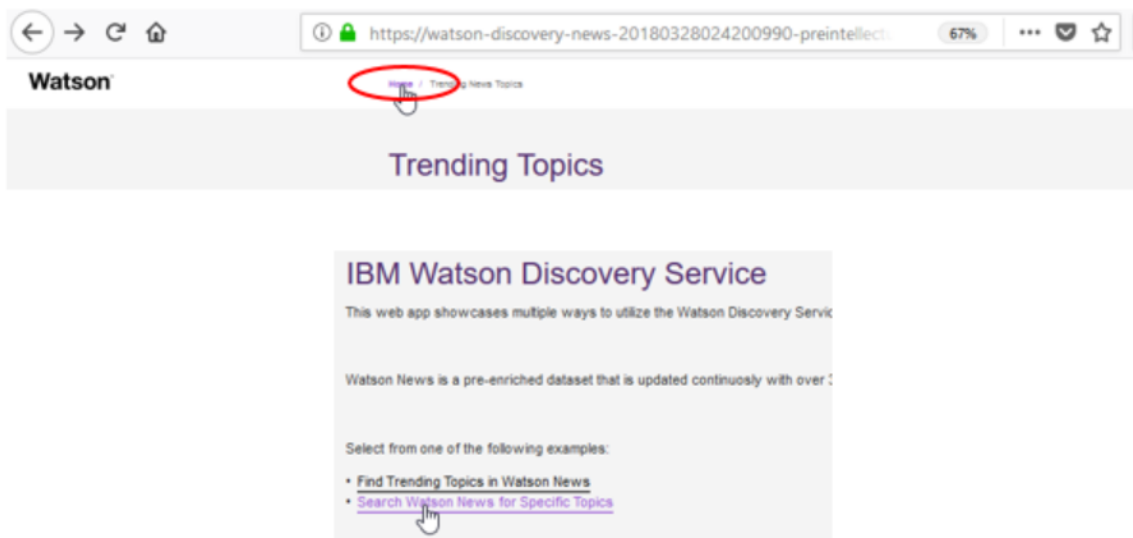 https://watson-discovery-news-20180328024200990-preintellect
67%
Watson
Home / Trending News Topics
Trending Topics
IBM Watson Discovery Service
This web app showcases multiple ways to utilize the Watson Discovery Servic
Watson News is a pre-enriched dataset that is updated continuosly with over
Select from one of the following examples:
• Find Trending Topics in Watson News
• Search Watson News for Specific Topics